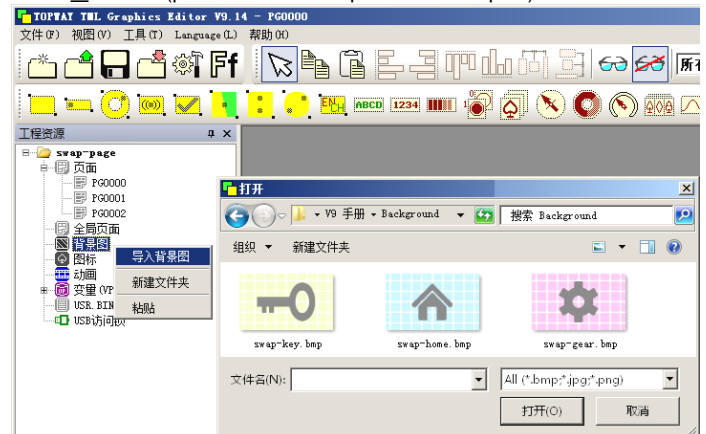 TOPWAY TML Graphics Editor V9.14 - PG0000
文件(F) 视图(V) 工具(T) Language(L) 帮助(H)
Ff
EN
CH
ABCD
1234
工程资源
swap-page
页面
PG0000
PG0001
PG0002
全局页面
背景图
图标
动画
变量(VP
USR.BIN
USB访问
导入背景图
新建文件夹
粘贴
打开
V9 手册 Background
搜索 Background
组织 新建文件夹
swap-key.bmp swap-home.bmp swap-gear.bmp
文件名(N): All (*.bmp;*.jpg;*.png)
打开(O) 取消